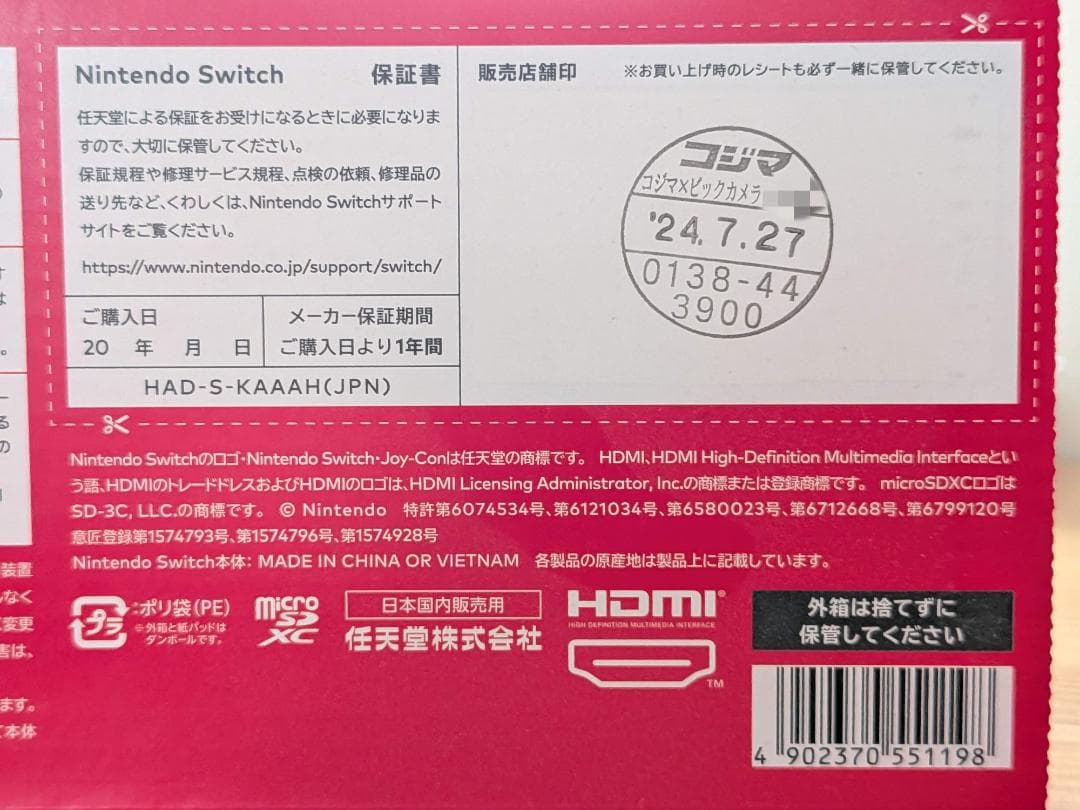 Nintendo Switch 保証書
任天堂による保証をお受けになるときに必要になりま
すので、大切に保管してください。
保証規程や修理サービス規程、点検の依頼、修理品の
送り先など、くわしくは、Nintendo Switchサポート
サイトをご覧ください。
https://www.nintendo.co.jp/support/switch/
ご購入日
20 年 月 日
メーカー保証期間
ご購入日より1年間
HAD-S-KAAAH(JPN)
販売店舗印 ※お買い上げ時のレシートも必ず一緒に保管してください。
コジマ
コジマ×ビックカメラ
'24.7.27
0138-44
3900
Nintendo Switchのロゴ・Nintendo Switch・Joy-Conは任天堂の商標です。 HDMI、HDMI High-Definition Multimedia Interfaceとい
う語、HDMIのトレードドレスおよびHDMIのロゴは、HDMI Licensing Administrator, Inc.の商標または登録商標です。 microSDXCロゴは
SD-3C, LLC.の商標です。 © Nintendo 特許第6074534号、第6121034号、第6580023号、第6712668号、第6799120号
意匠登録第1574793号、第1574796号、第1574928号
Nintendo Switch本体: MADE IN CHINA OR VIETNAM 各製品の原産地は製品上に記載しています。
プラ
:ポリ袋(PE)
※外箱と紙パッドは
ダンボールです。
micro
SD
XC
日本国内販売用
任天堂株式会社
HDMI®
HIGH DEFINITION MULTIMEDIA INTERFACE
TM
外箱は捨てずに
保管してください
4 902370 551198
す
は
。
ー
る
の
装置
んなく
変更
害は、
ます。
本体